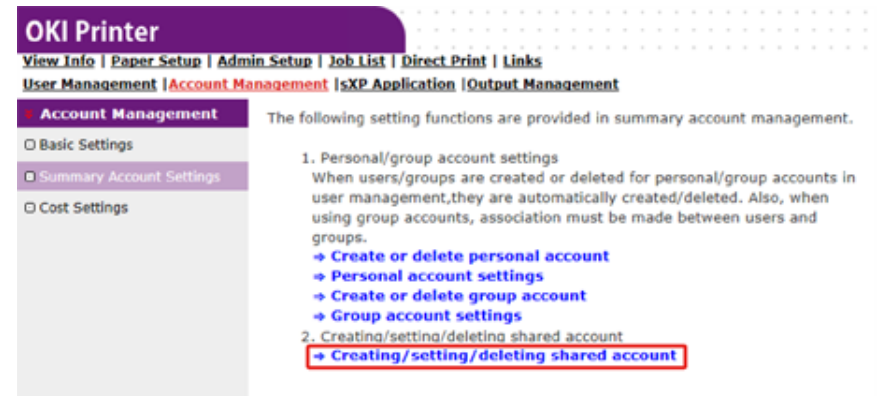 OKI Printer
View Info | Paper Setup | Admin Setup | Job List | Direct Print | Links
User Management |Account Management |sXP Application |Output Management
Account Management
Basic Settings
Summary Account Settings
Cost Settings
The following setting functions are provided in summary account management.
1. Personal/group account settings
When users/groups are created or deleted for personal/group accounts in
user management,they are automatically created/deleted. Also, when
using group accounts, association must be made between users and
groups.
⇒ Create or delete personal account
⇒ Personal account settings
⇒ Create or delete group account
⇒ Group account settings
2. Creating/setting/deleting shared account
⇒ Creating/setting/deleting shared account